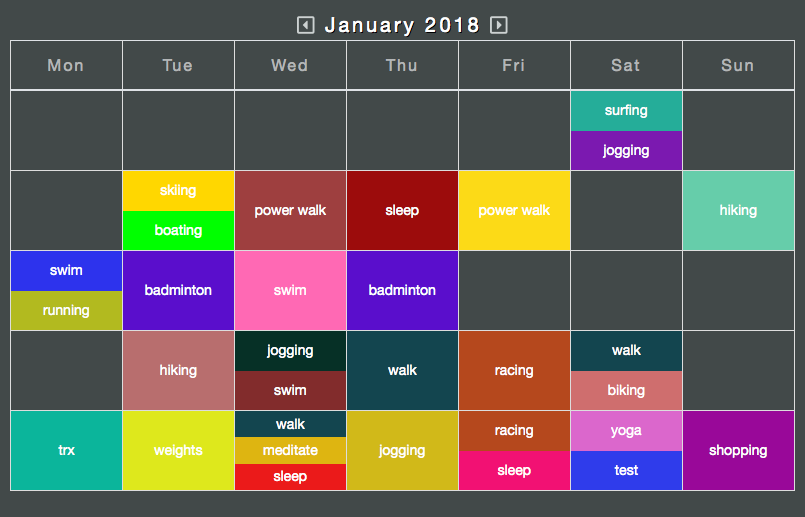 January 2018
Mon Tue Wed Thu Fri Sat Sun
surfing
jogging
skiing
boating
power walk
sleep
power walk
hiking
swim
running
badminton
swim
badminton
hiking
jogging
swim
walk
racing
walk
biking
trx
weights
walk
meditate
sleep
jogging
racing
sleep
yoga
test
shopping